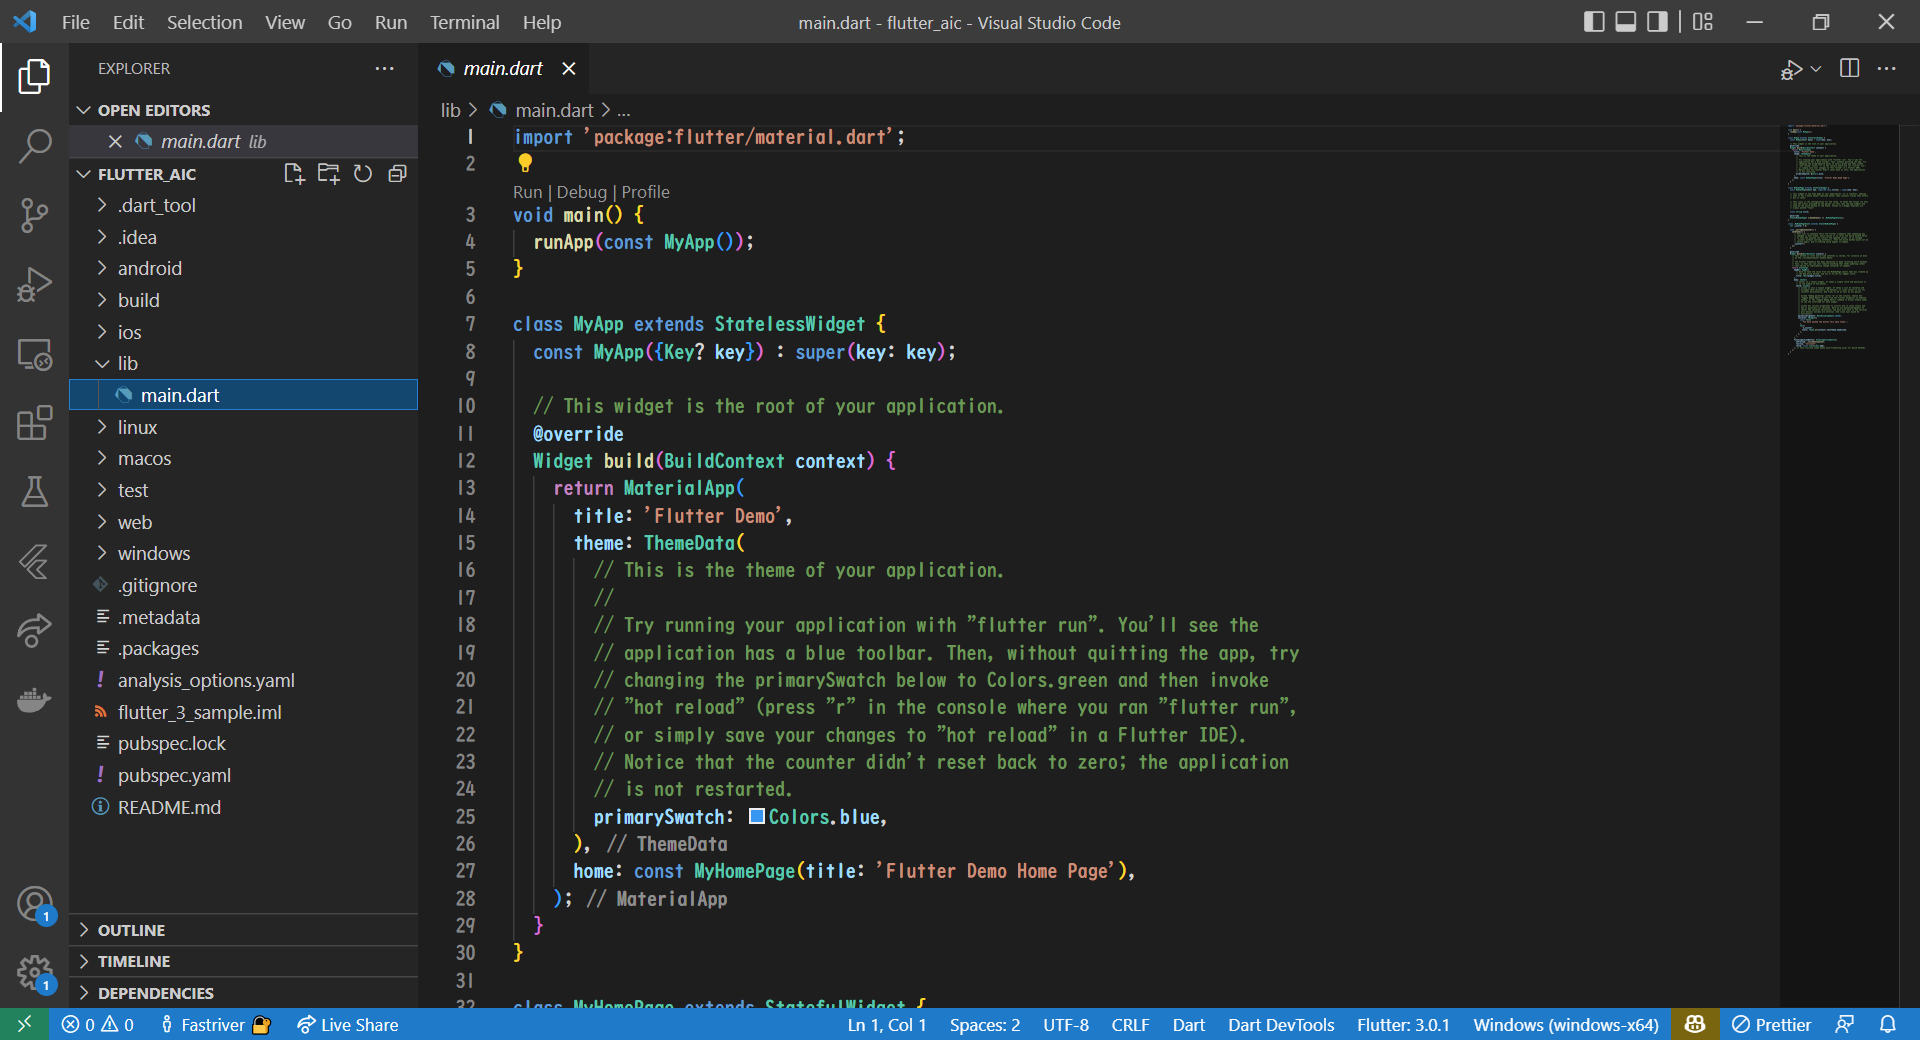 File Edit Selection View Go Run Terminal Help
main.dart - flutter_aic - Visual Studio Code
EXPLORER
OPEN EDITORS
main.dart lib
FLUTTER_AIC
.dart_tool
.idea
android
build
ios
lib
main.dart
linux
macos
test
web
windows
.gitignore
.metadata
.packages
analysis_options.yaml
flutter_3_sample.iml
pubspec.lock
pubspec.yaml
README.md
OUTLINE
TIMELINE
DEPENDENCIES
1
1
main.dart
lib > main.dart > ...
1 import 'package:flutter/material.dart';
2
Run | Debug | Profile
3 void main() {
4 runApp(const MyApp());
5 }
6
7 class MyApp extends StatelessWidget {
8 const MyApp({Key? key}) : super(key: key);
9
10 // This widget is the root of your application.
11 @override
12 Widget build(BuildContext context) {
13 return MaterialApp(
14 title: 'Flutter Demo',
15 theme: ThemeData(
16 // This is the theme of your application.
17 //
18 // Try running your application with "flutter run". You'll see the
19 // application has a blue toolbar. Then, without quitting the app, try
20 // changing the primarySwatch below to Colors.green and then invoke
21 // "hot reload" (press "r" in the console where you ran "flutter run",
22 // or simply save your changes to "hot reload" in a Flutter IDE).
23 // Notice that the counter didn't reset back to zero; the application
24 // is not restarted.
25 primarySwatch: Colors.blue,
26 ), // ThemeData
27 home: const MyHomePage(title: 'Flutter Demo Home Page'),
28 ); // MaterialApp
29 }
30 }
31
32 class MyHomePage extends StatefulWidget {
0 0 Fastriver Live Share Ln 1, Col 1 Spaces: 2 UTF-8 CRLF Dart Dart DevTools Flutter: 3.0.1 Windows (windows-x64) Prettier